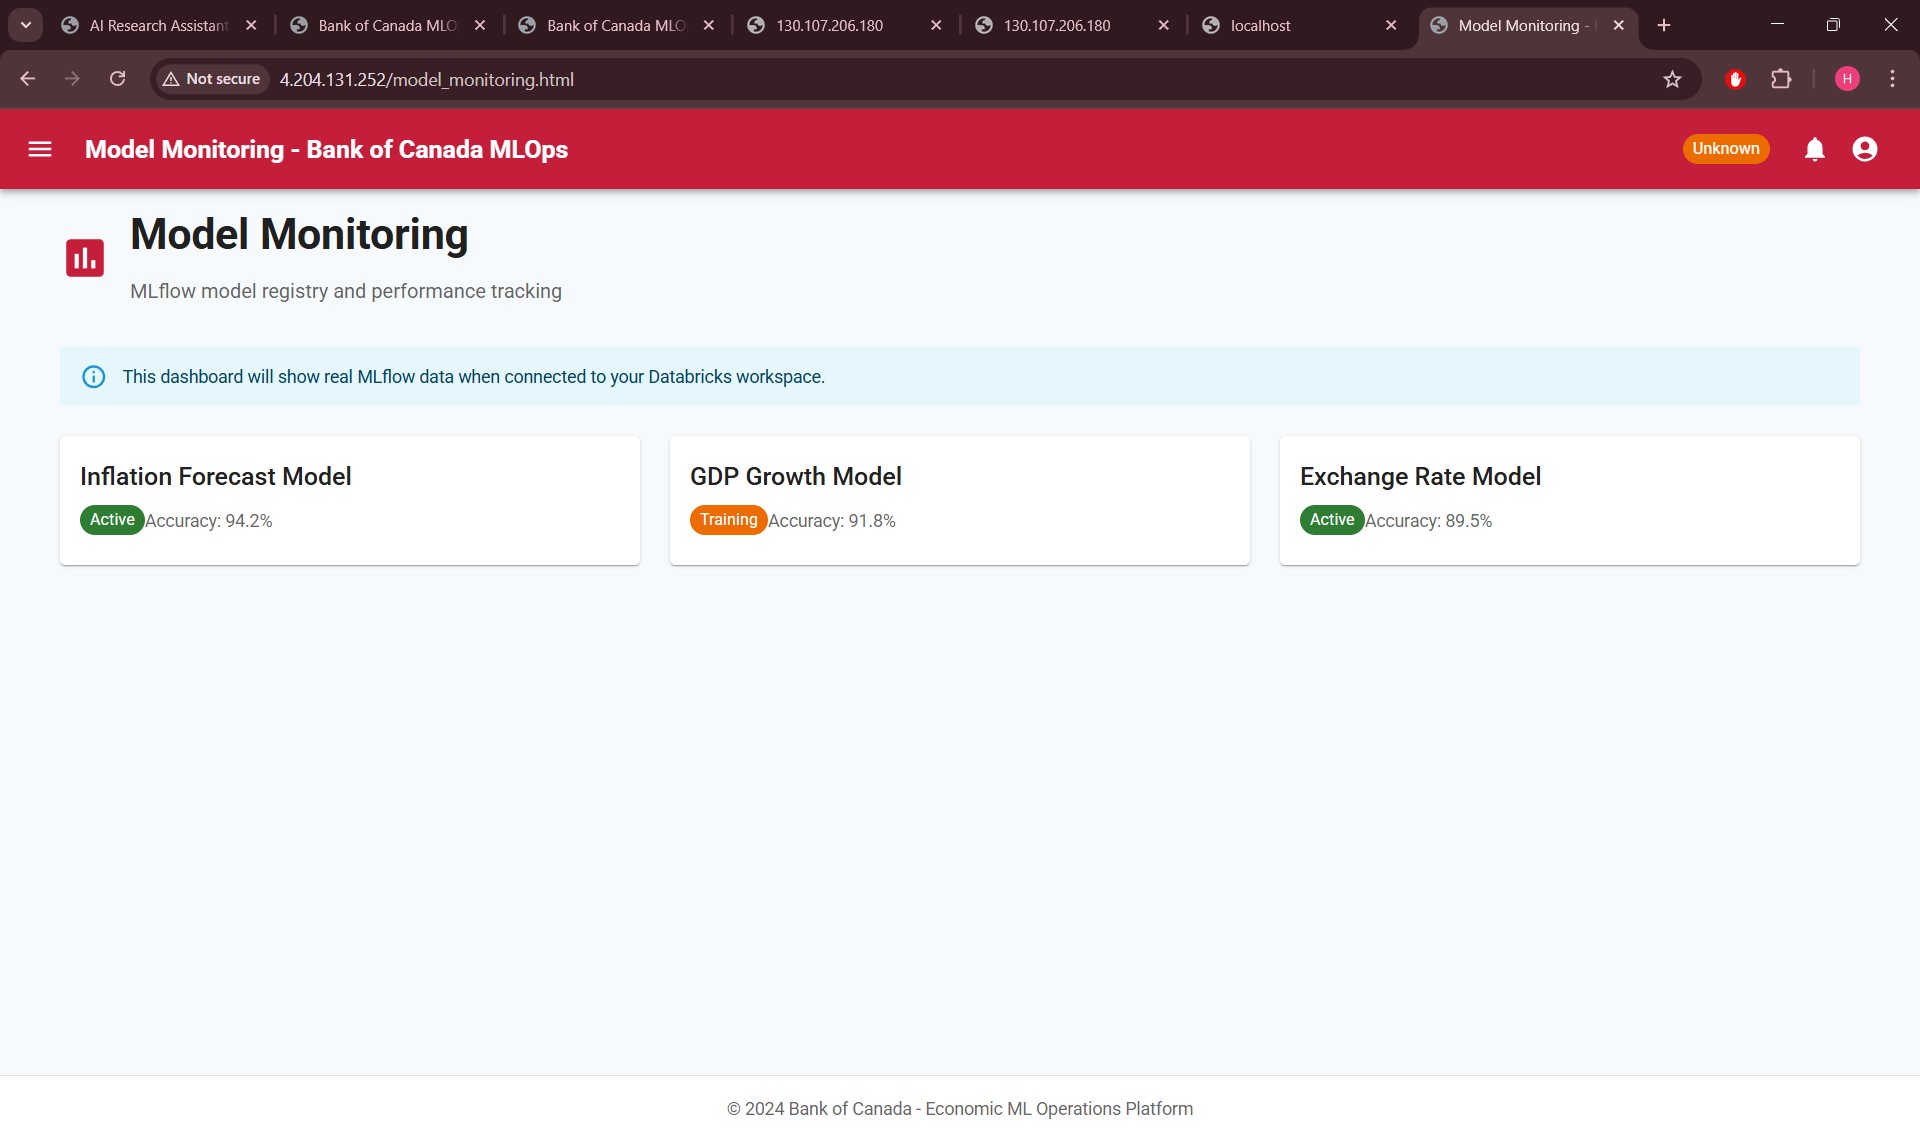 AI Research Assistant
Bank of Canada MLO
Bank of Canada MLO
130.107.206.180
130.107.206.180
localhost
Model Monitoring -
Not secure
4.204.131.252/model_monitoring.html
H
Model Monitoring - Bank of Canada MLOps
Unknown
Model Monitoring
MLflow model registry and performance tracking
This dashboard will show real MLflow data when connected to your Databricks workspace.
Inflation Forecast Model
Active Accuracy: 94.2%
GDP Growth Model
Training Accuracy: 91.8%
Exchange Rate Model
Active Accuracy: 89.5%
© 2024 Bank of Canada - Economic ML Operations Platform